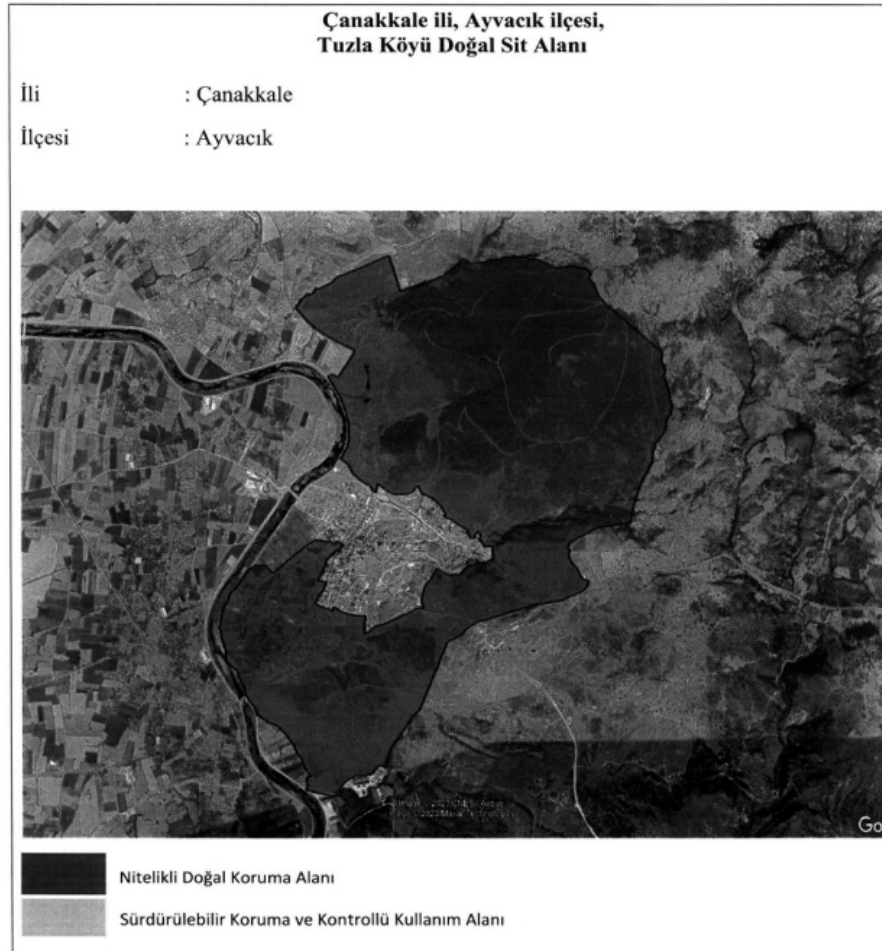 Çanakkale ili, Ayvacık ilçesi,
Tuzla Köyü Doğal Sit Alanı
İli : Çanakkale
İlçesi : Ayvacık
Go
Nitelikli Doğal Koruma Alanı
Sürdürülebilir Koruma ve Kontrollü Kullanım Alanı